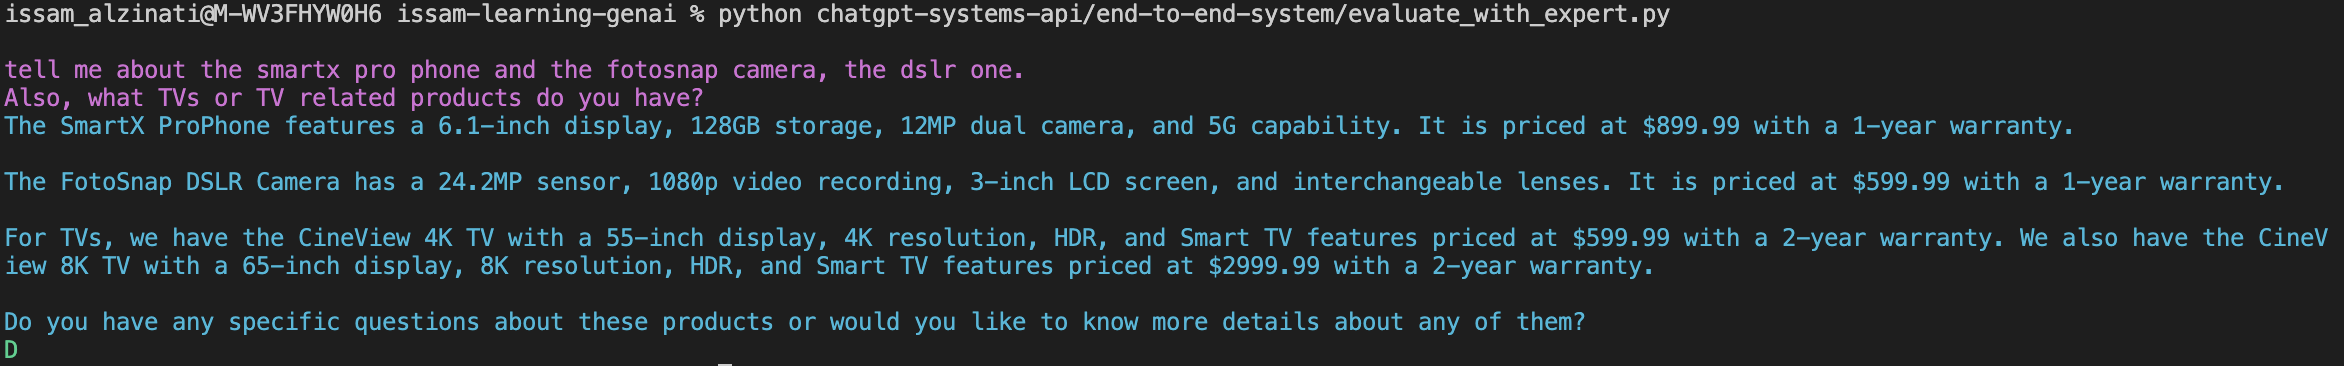 issam_alzinati@M-WV3FHYW0H6 issam-learning-genai % python chatgpt-systems-api/end-to-end-system/evaluate_with_expert.py
tell me about the smartx pro phone and the fotosnap camera, the dslr one.
Also, what TVs or TV related products do you have?
The SmartX ProPhone features a 6.1-inch display, 128GB storage, 12MP dual camera, and 5G capability. It is priced at $899.99 with a 1-year warranty.
The FotoSnap DSLR Camera has a 24.2MP sensor, 1080p video recording, 3-inch LCD screen, and interchangeable lenses. It is priced at $599.99 with a 1-year warranty.
For TVs, we have the CineView 4K TV with a 55-inch display, 4K resolution, HDR, and Smart TV features priced at $599.99 with a 2-year warranty. We also have the CineV
iew 8K TV with a 65-inch display, 8K resolution, HDR, and Smart TV features priced at $2999.99 with a 2-year warranty.
Do you have any specific questions about these products or would you like to know more details about any of them?
D